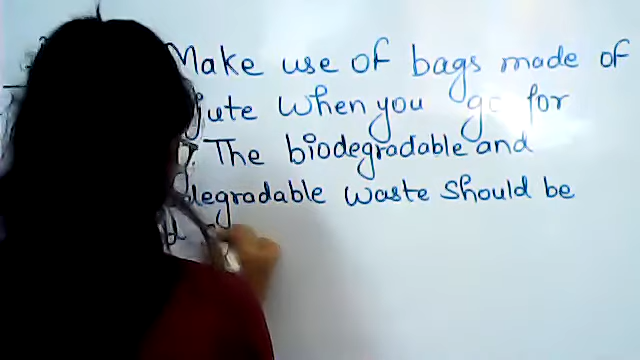 Make use of bags made of
jute when you go for
The biodegradable and
degradable waste should be